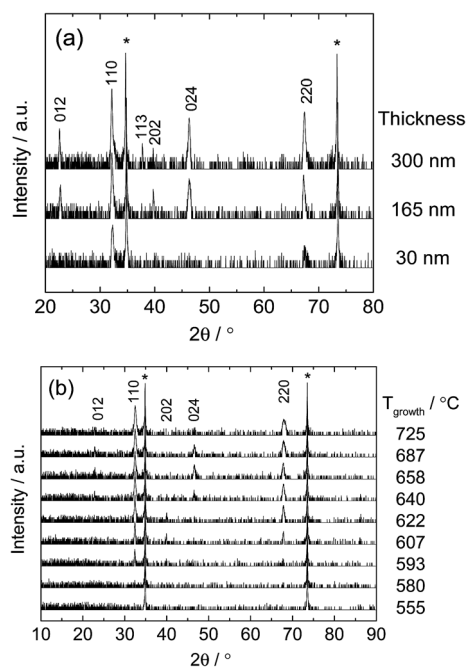 (a)
*
*
012
110
113
202
024
220
Thickness
300 nm
165 nm
30 nm
Intensity / a.u.
20 30 40 50 60 70 80
2θ / °
(b)
*
*
012
110
202
024
220
Tgrowth / °C
725
687
658
640
622
607
593
580
555
Intensity / a.u.
10 20 30 40 50 60 70 80 90
2θ / °